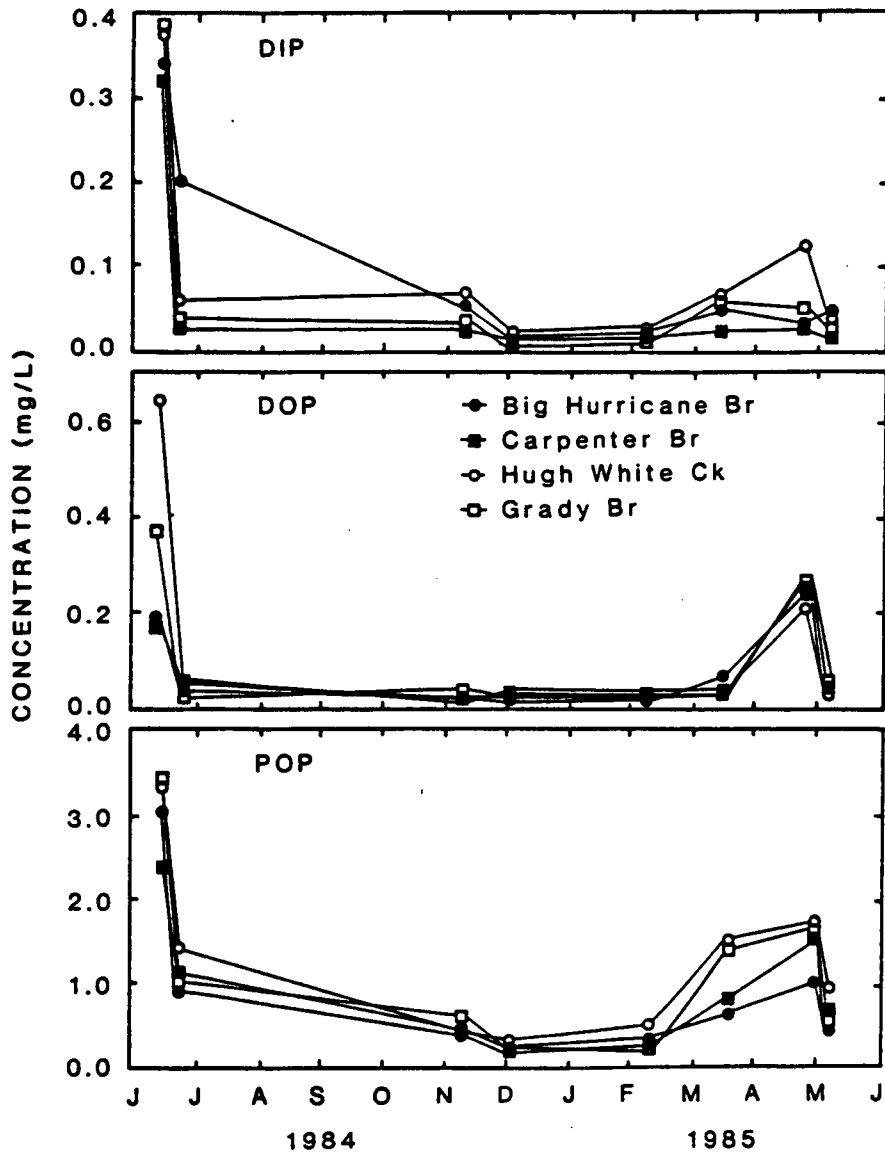 CONCENTRATION (mg/L)
0.4
0.3
0.2
0.1
0.0
DIP
0.6
0.4
0.2
0.0
DOP
Big Hurricane Br
Carpenter Br
Hugh White Ck
Grady Br
4.0
3.0
2.0
1.0
0.0
POP
J J A S O N D J F M A M J
1984 1985